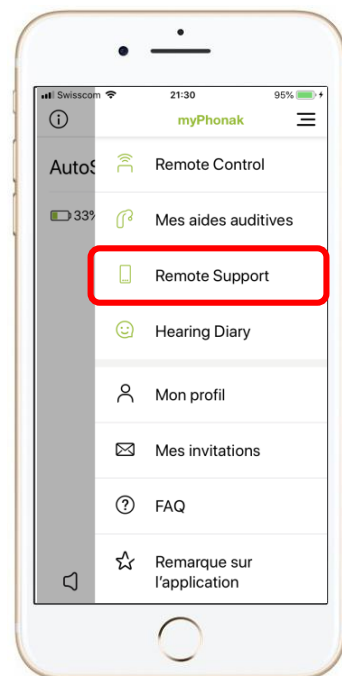 Swisscom 21:30 95%
myPhonak
Remote Control
AutoS
33%
Mes aides auditives
Remote Support
Hearing Diary
Mon profil
Mes invitations
? FAQ
Remarque sur
l'application